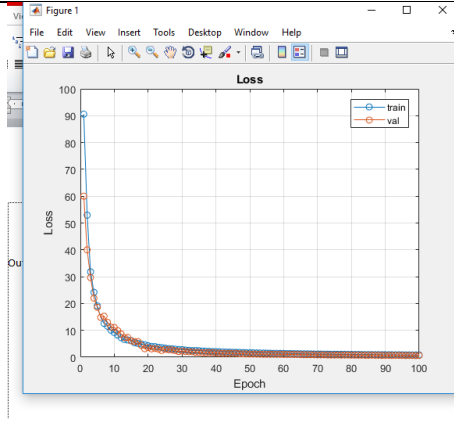 Vi
Figure 1
File Edit View Insert Tools Desktop Window Help
Loss
100
90
80
70
60
50
40
30
20
10
0
Loss
train
val
0 10 20 30 40 50 60 70 80 90 100
Epoch
Ou